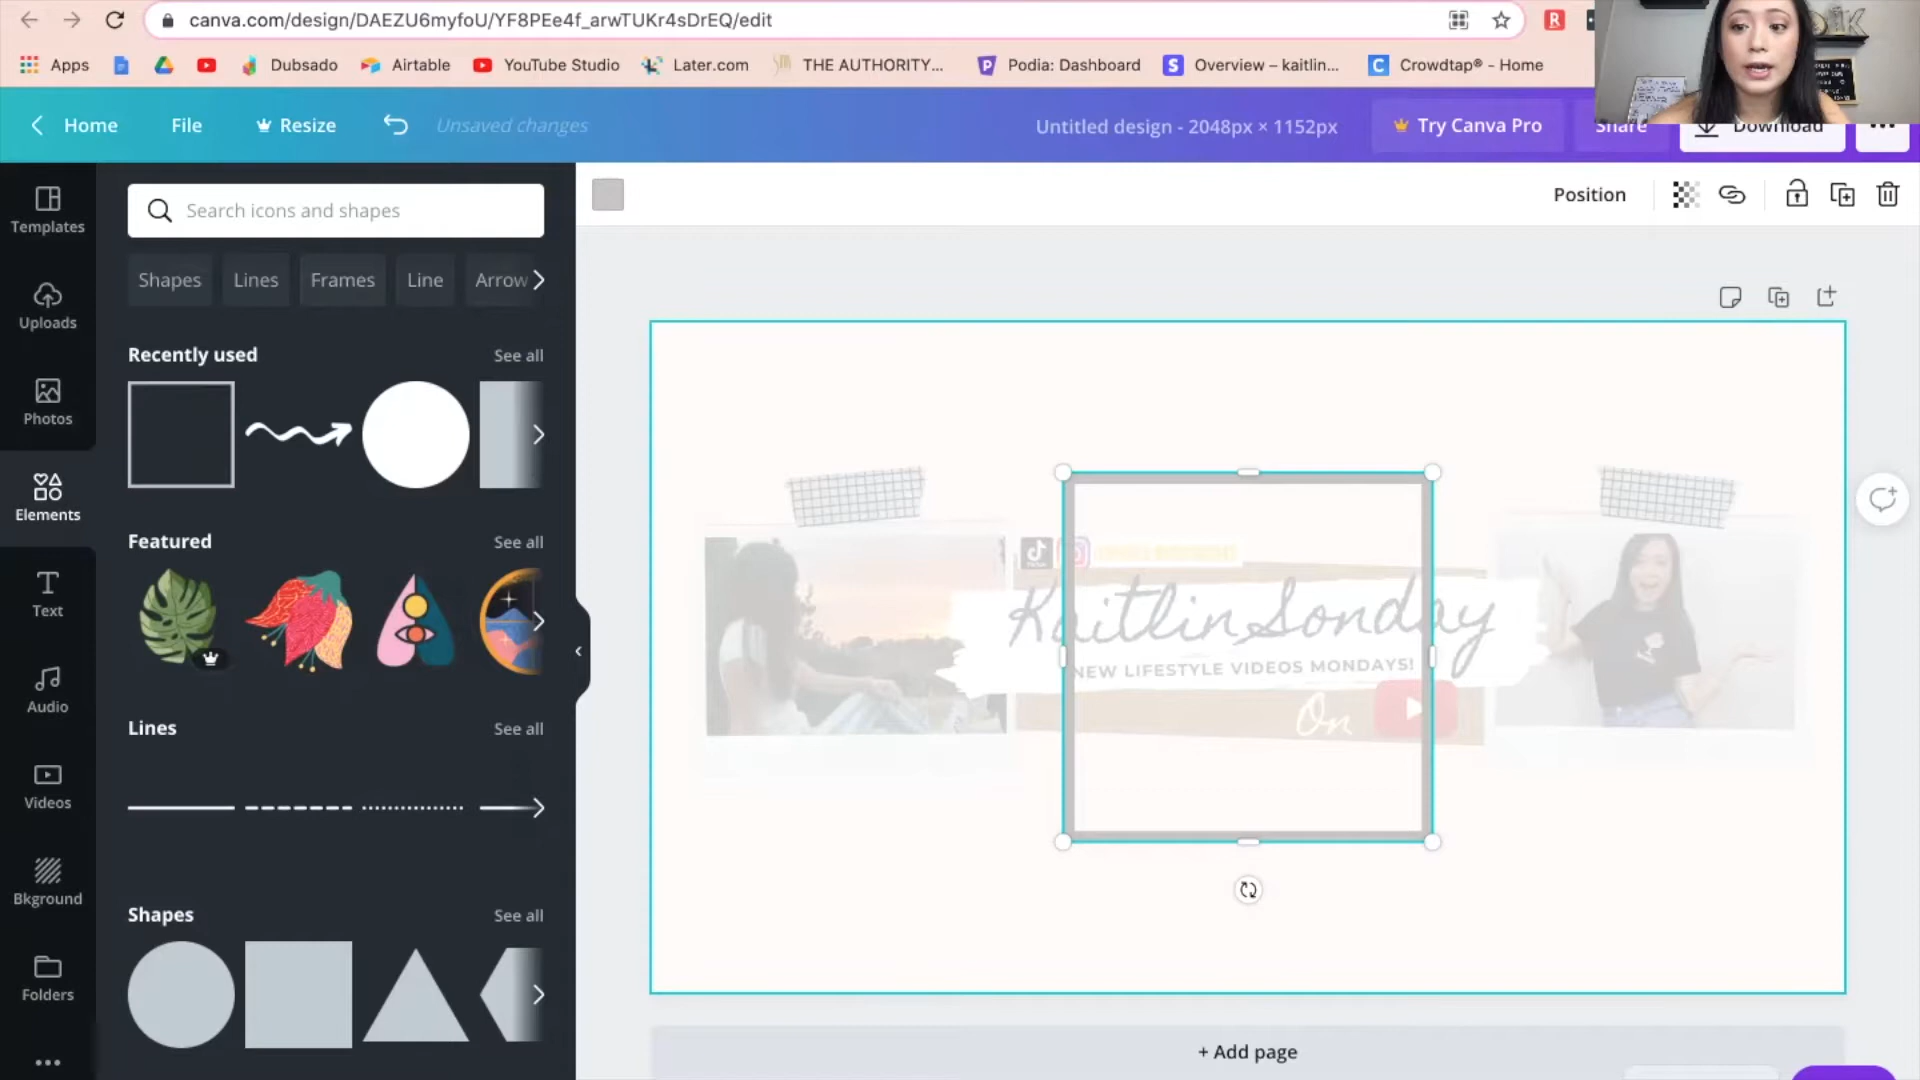 canva.com/design/DAEZU6myfoU/YF8PEe4f_arwTUKr4sDrEQ/edit
R
Apps
Dubsado
Airtable
YouTube Studio
Later.com
THE AUTHORITY...
Podia: Dashboard
S
Overview – kaitlin...
C
Crowdtap® - Home
Home
File
Resize
Unsaved changes
Untitled design - 2048px × 1152px
Try Canva Pro
Share
Download
Templates
Uploads
Photos
Elements
Text
Audio
Videos
Bkground
Folders
Search icons and shapes
Shapes
Lines
Frames
Line
Arrow
Recently used
See all
Featured
See all
Lines
See all
Shapes
See all
Position
Kaitlin Sonday
NEW LIFESTYLE VIDEOS MONDAYS!
On
+ Add page